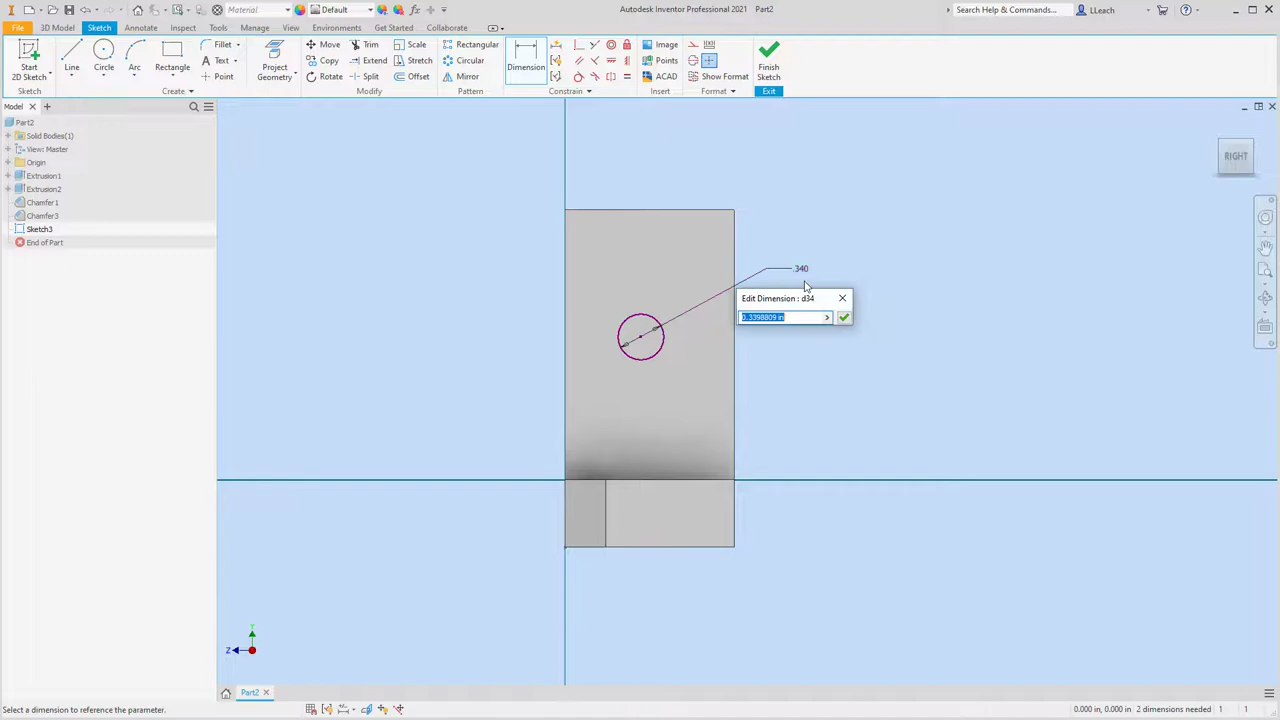 Material
Default
Autodesk Inventor Professional 2021 Part2
Search Help & Commands...
LLeach
File
3D Model
Sketch
Annotate
Inspect
Tools
Manage
View
Environments
Get Started
Collaborate
Start 2D Sketch
Line
Circle
Arc
Rectangle
Fillet
Text
Point
Project Geometry
Move
Trim
Scale
Copy
Extend
Stretch
Rotate
Split
Offset
Rectangular
Circular
Mirror
Dimension
Image
Points
ACAD
Show Format
Finish Sketch
Sketch
Create
Modify
Pattern
Constrain
Insert
Format
Exit
Model
Part2
Solid Bodies(1)
View: Master
Origin
Extrusion1
Extrusion2
Chamfer1
Chamfer3
Sketch3
End of Part
RIGHT
.340
Edit Dimension : d34
0.3398809 in
Y
Z
Part2
Select a dimension to reference the parameter.
0.000 in, 0.000 in
2 dimensions needed
1
1